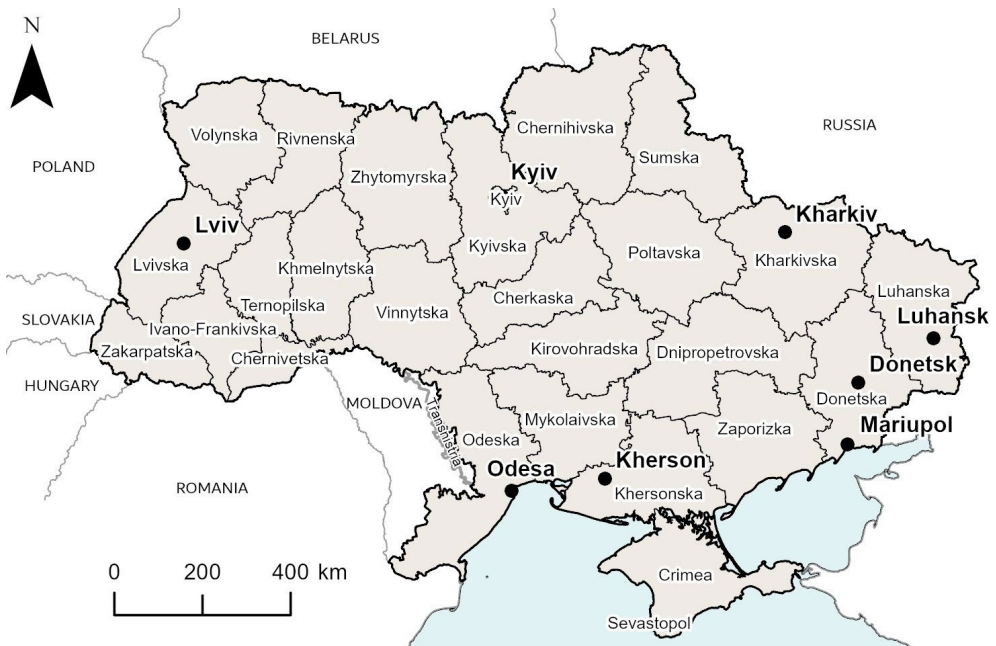 N
BELARUS
Chernihivska
RUSSIA
Volynska
Rivnenska
Sumska
POLAND
Zhytomyrska
Kyiv
Kyiv
Lviv
Kharkiv
Lvivska
Khmelnytska
Kyivska
Poltavska
Kharkivska
Luhanska
Ternopilska
Vinnytska
Cherkaska
SLOVAKIA
Ivano-Frankivska
Luhansk
Zakarpatska
Chernivetska
Kirovohradska
Dnipropetrovska
HUNGARY
Donetsk
Donetska
MOLDOVA
Transnistria
Mykolaivska
Zaporizka
Mariupol
Odeska
Odesa
Kherson
ROMANIA
Khersonska
0 200 400 km
Crimea
Sevastopol